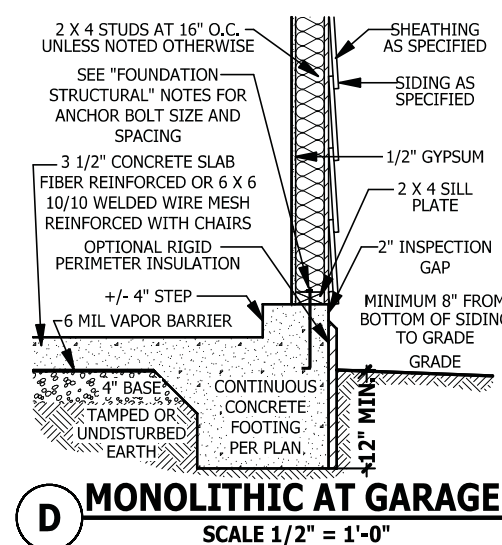 2 X 4 STUDS AT 16" O.C.
UNLESS NOTED OTHERWISE
SEE "FOUNDATION
STRUCTURAL" NOTES FOR
ANCHOR BOLT SIZE AND
SPACING
3 1/2" CONCRETE SLAB
FIBER REINFORCED OR 6 X 6
10/10 WELDED WIRE MESH
REINFORCED WITH CHAIRS
OPTIONAL RIGID
PERIMETER INSULATION
+/- 4" STEP
6 MIL VAPOR BARRIER
4" BASE
TAMPED OR
UNDISTURBED
EARTH
CONTINUOUS
CONCRETE
FOOTING
PER PLAN
SHEATHING
AS SPECIFIED
SIDING AS
SPECIFIED
1/2" GYPSUM
2 X 4 SILL
PLATE
2" INSPECTION
GAP
MINIMUM 8" FROM
BOTTOM OF SIDING
TO GRADE
GRADE
12" MIN.
D MONOLITHIC AT GARAGE
SCALE 1/2" = 1'-0"